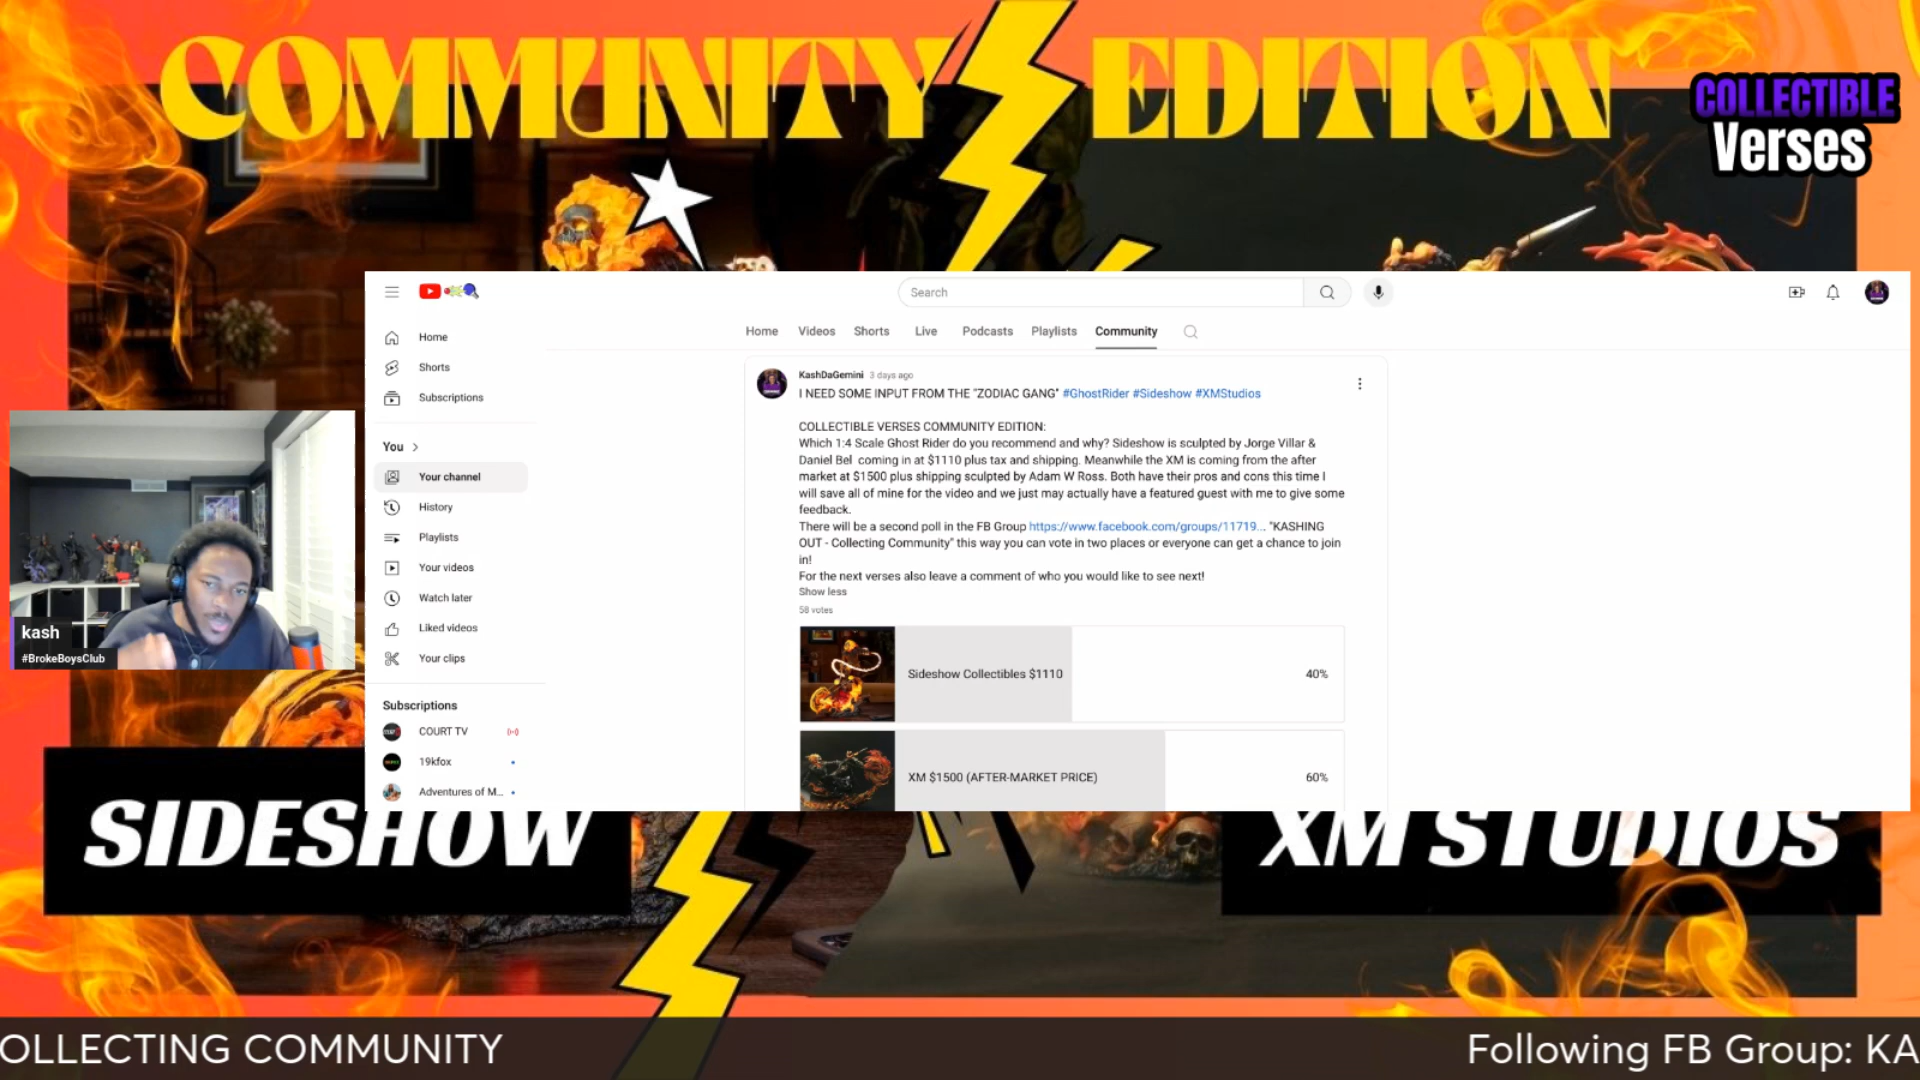 COMMUNITY EDITION
COLLECTIBLE
Verses
Search
Home
Videos
Shorts
Live
Podcasts
Playlists
Community
Home
Shorts
Subscriptions
You
Your channel
History
Playlists
Your videos
Watch later
Liked videos
Your clips
Subscriptions
COURT TV
19kfox
Adventures of M...
KashDaGemini 3 days ago
I NEED SOME INPUT FROM THE "ZODIAC GANG" #GhostRider #Sideshow #XMStudios
COLLECTIBLE VERSES COMMUNITY EDITION:
Which 1:4 Scale Ghost Rider do you recommend and why? Sideshow is sculpted by Jorge Villar &
Daniel Bel coming in at $1110 plus tax and shipping. Meanwhile the XM is coming from the after
market at $1500 plus shipping sculpted by Adam W Ross. Both have their pros and cons this time I
will save all of mine for the video and we just may actually have a featured guest with me to give some
feedback.
There will be a second poll in the FB Group https://www.facebook.com/groups/11719... "KASHING
OUT - Collecting Community" this way you can vote in two places or everyone can get a chance to join
in!
For the next verses also leave a comment of who you would like to see next!
Show less
58 votes
Sideshow Collectibles $1110
40%
XM $1500 (AFTER-MARKET PRICE)
60%
kash
#BrokeBoysClub
SIDESHOW
XM STUDIOS
OLLECTING COMMUNITY
Following FB Group: KA